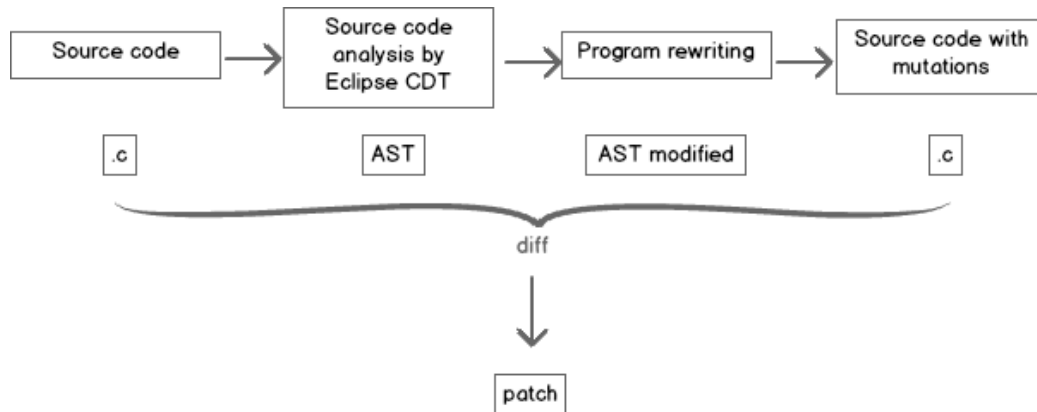 Source code
Source code
analysis by
Eclipse CDT
Program rewriting
Source code with
mutations
.c
AST
AST modified
.c
diff
patch